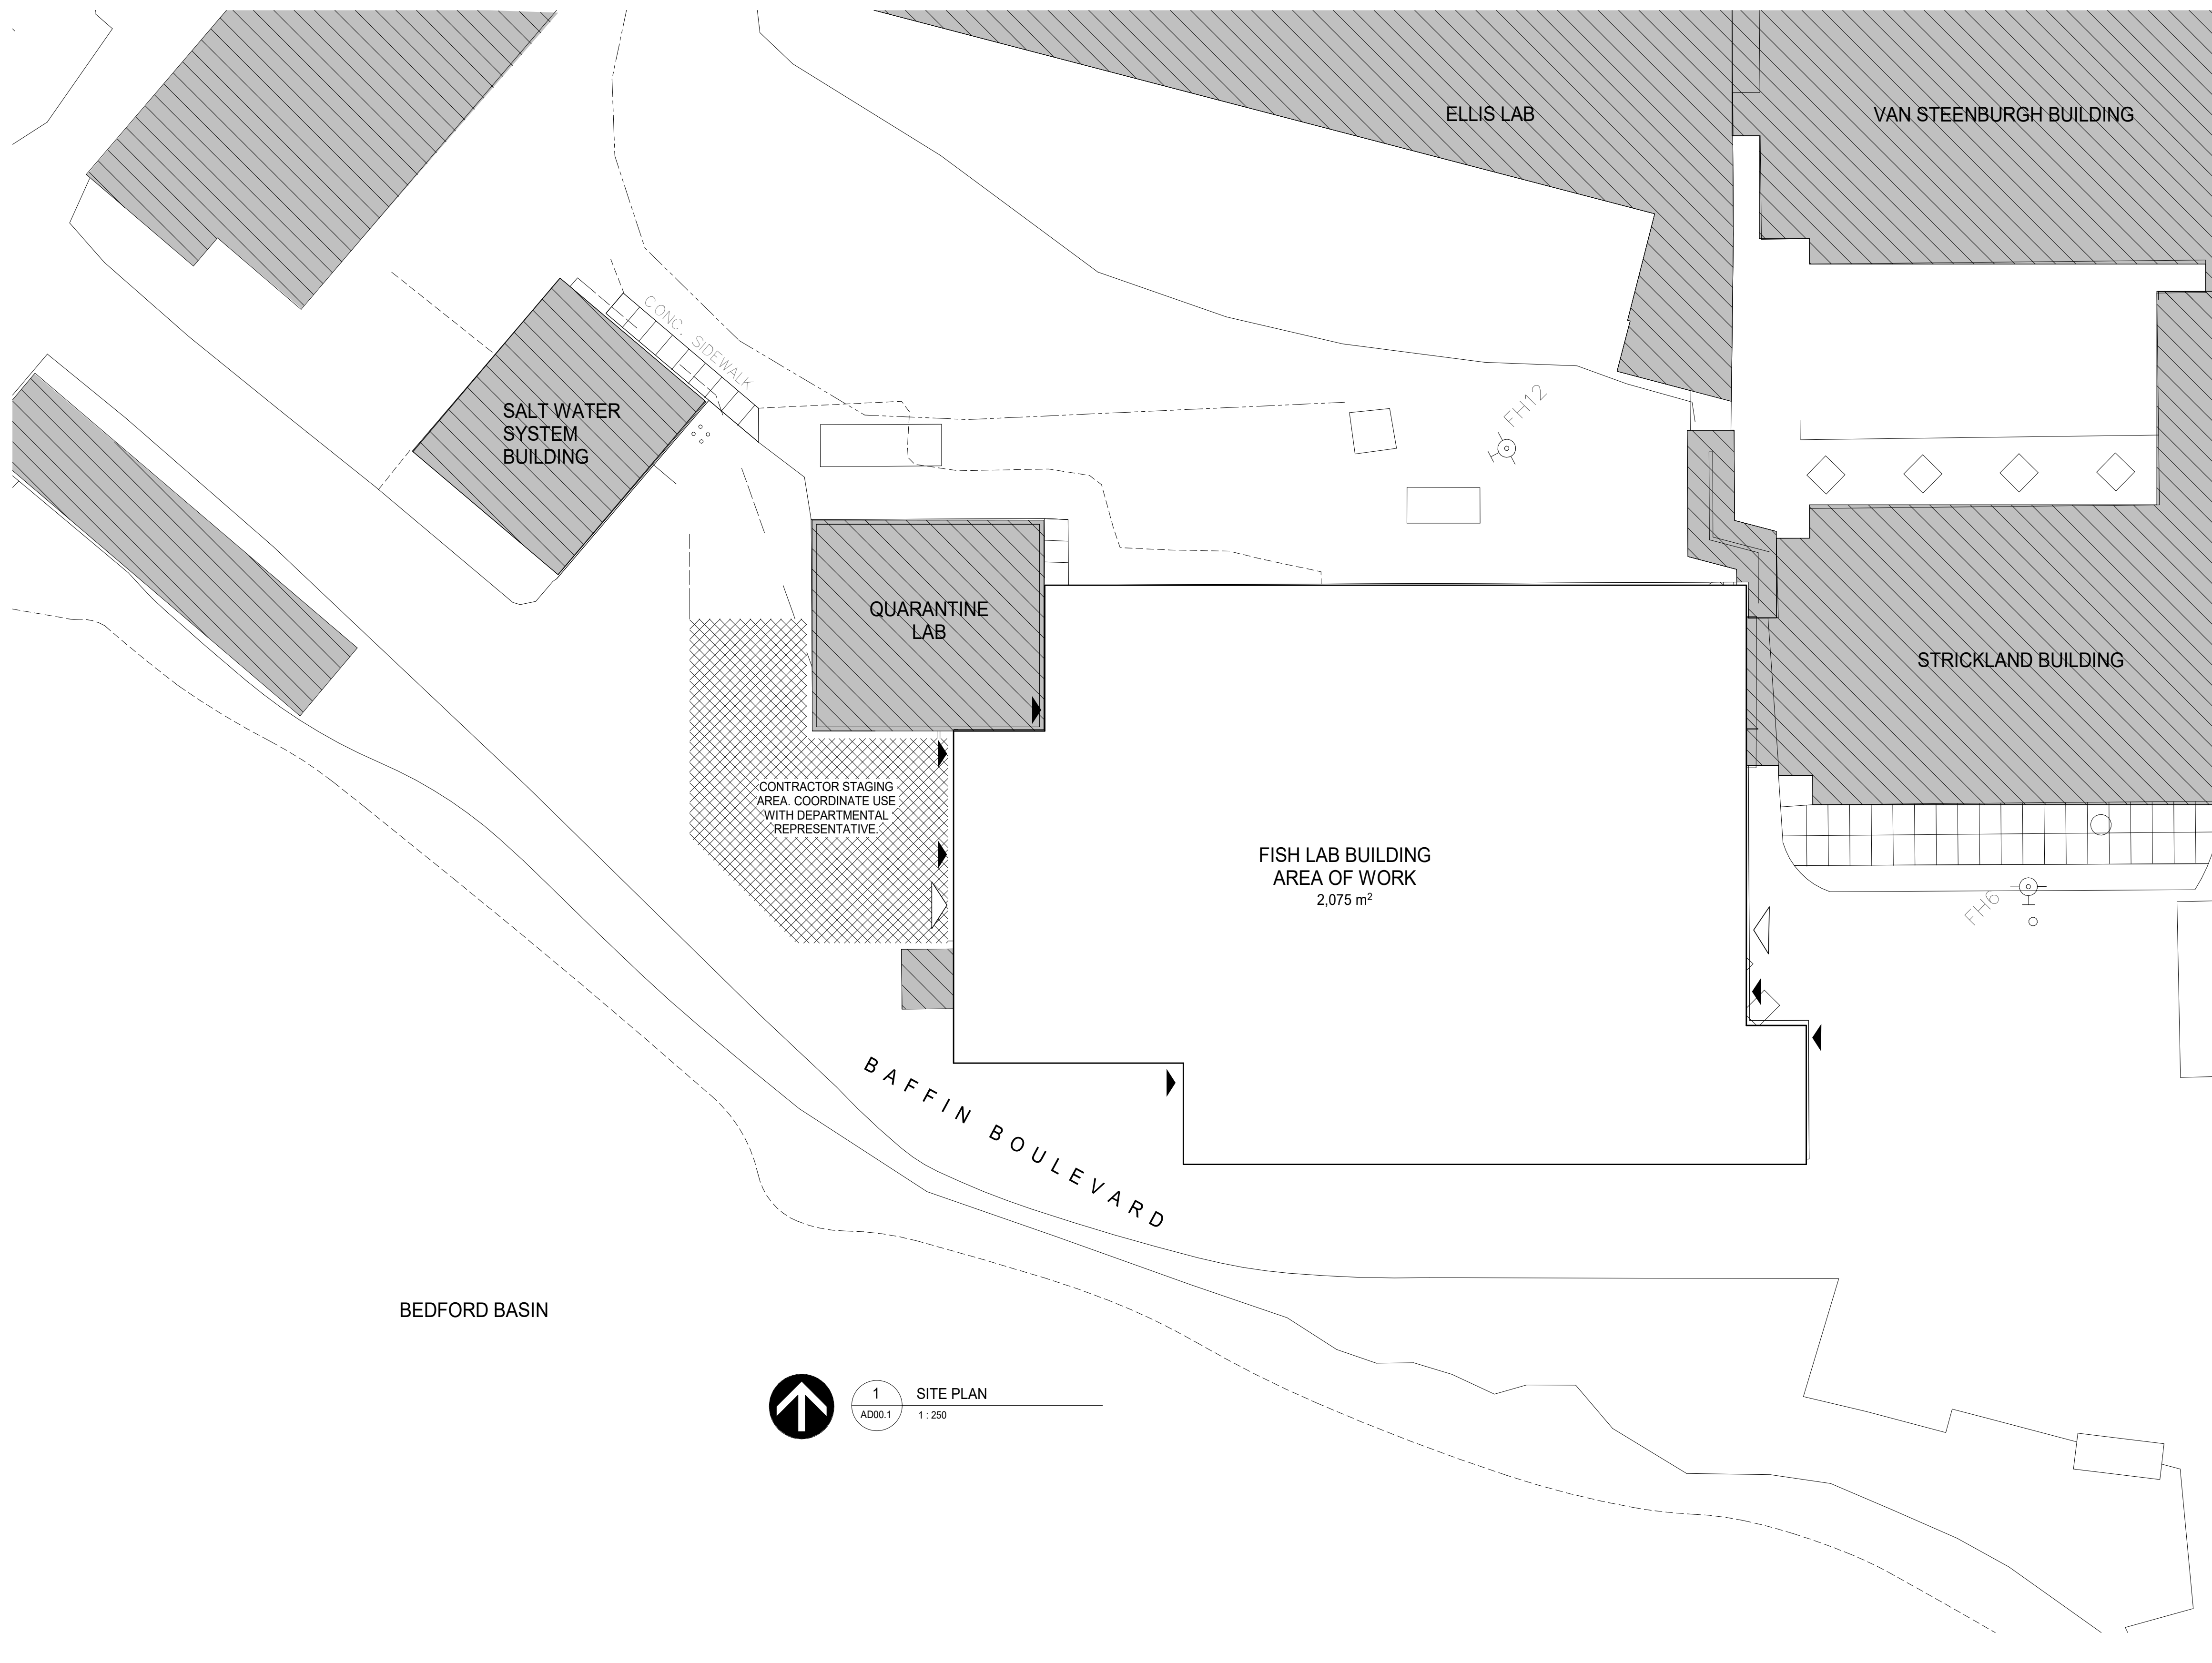 ELLIS LAB
VAN STEENBURGH BUILDING
CONC. SIDEWALK
FH12
SALT WATER
SYSTEM
BUILDING
QUARANTINE
LAB
STRICKLAND BUILDING
CONTRACTOR STAGING
AREA. COORDINATE USE
WITH DEPARTMENTAL
REPRESENTATIVE.
FISH LAB BUILDING
AREA OF WORK
2,075 m²
FH6
BAFFIN BOULEVARD
BEDFORD BASIN
1
SITE PLAN
AD00.1
1 : 250